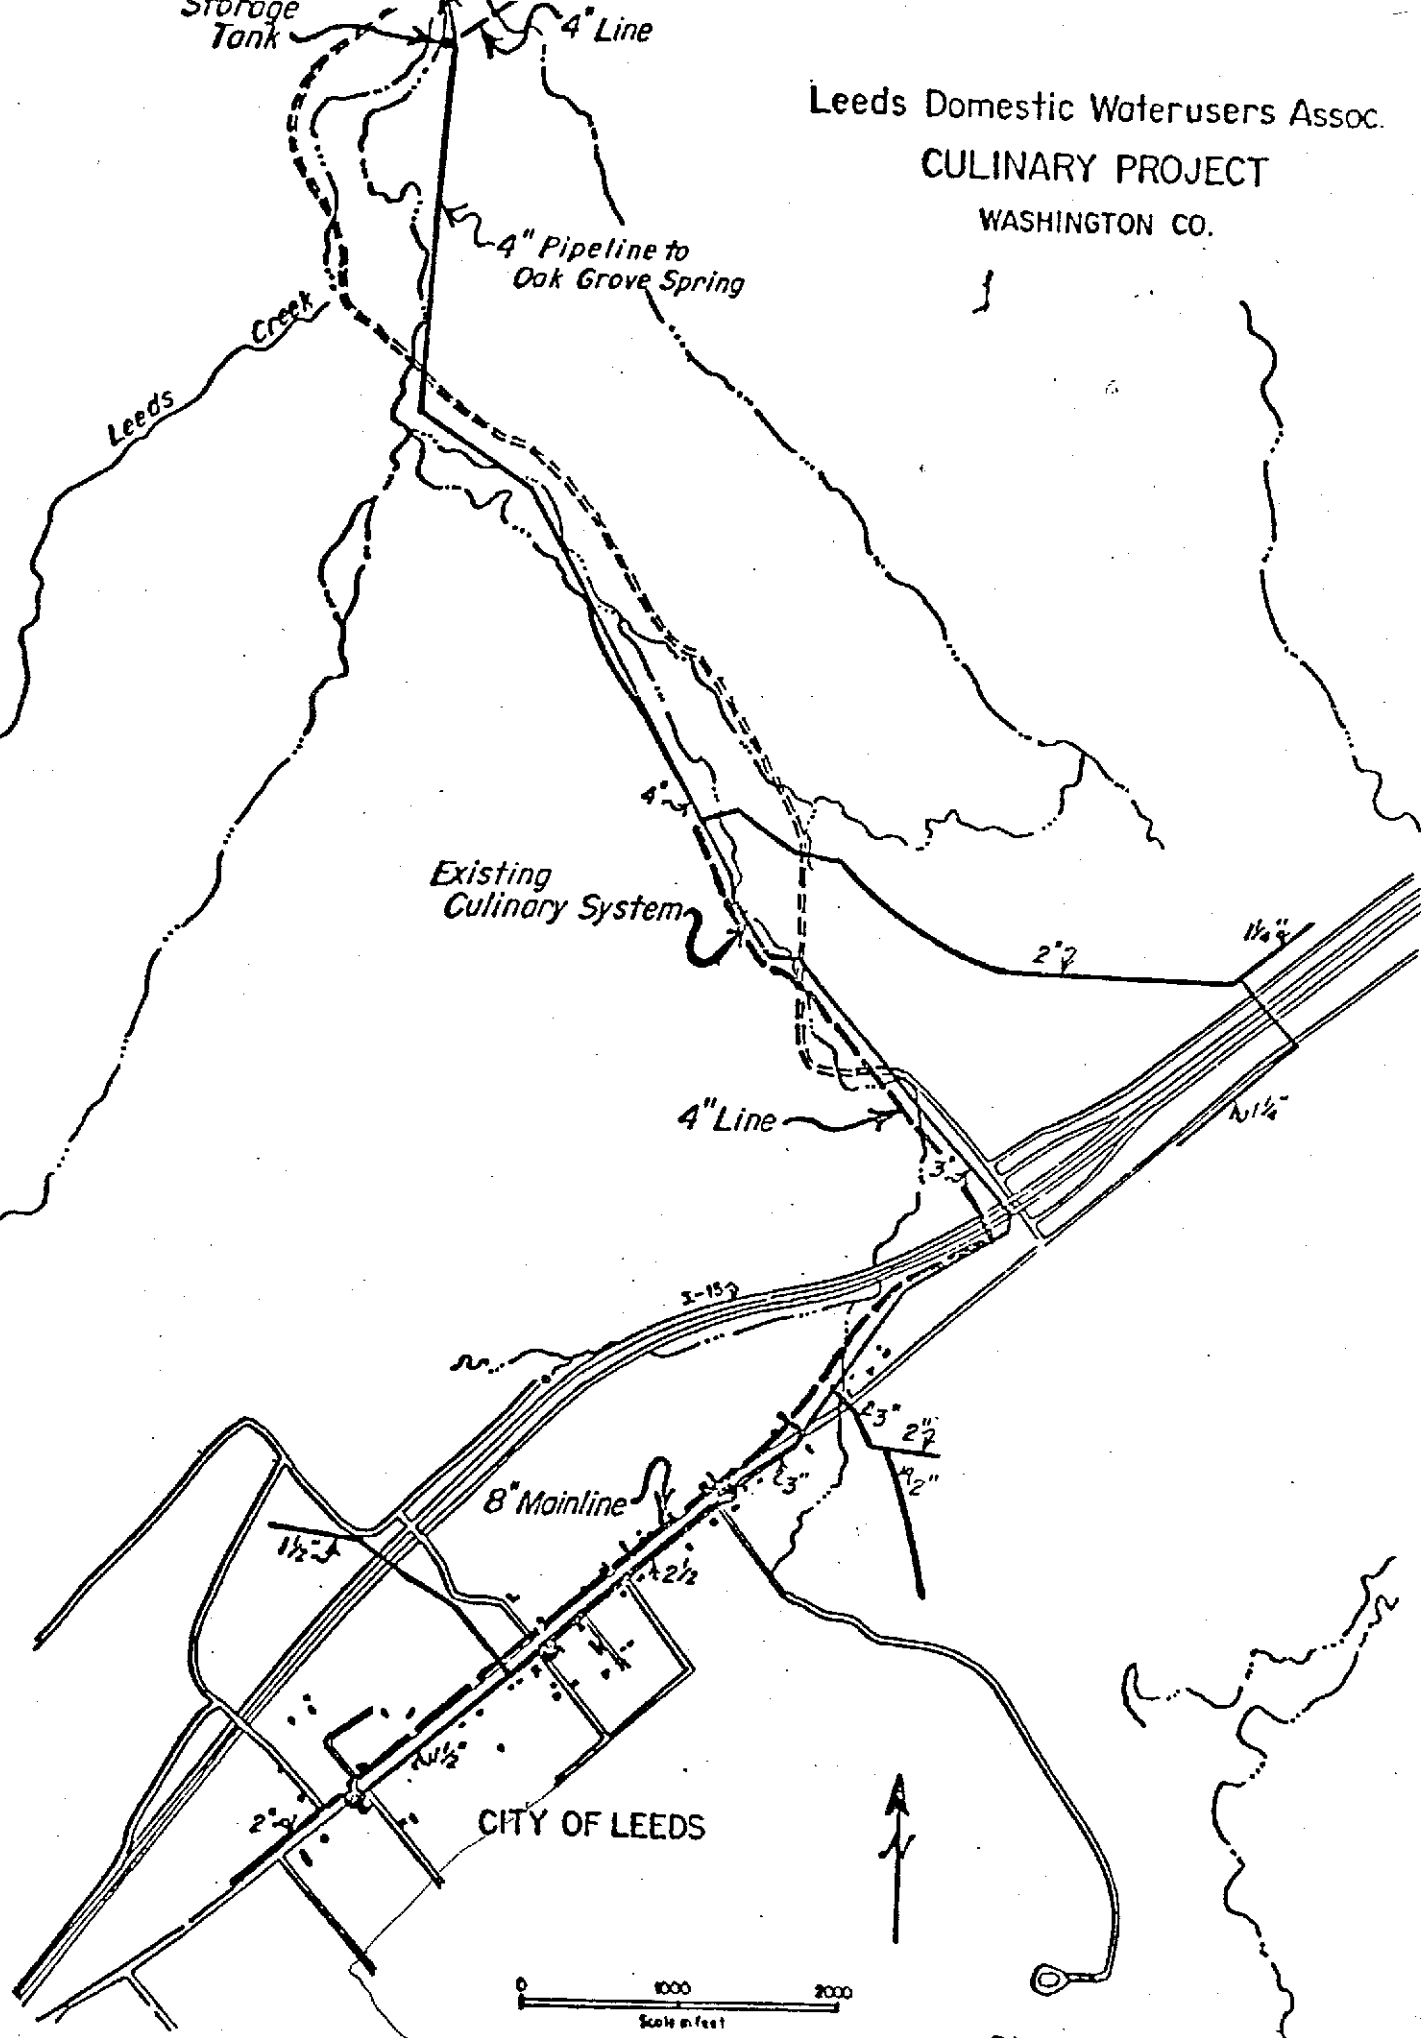 Storage
Tank
4" Line
Leeds Domestic Waterusers Assoc.
CULINARY PROJECT
WASHINGTON CO.
4" Pipeline to
Oak Grove Spring
Leeds Creek
4"
Existing
Culinary System
2"
1¼"
4" Line
1¼"
3"
I-15
3"
2"
2"
3"
8" Mainline
1½"
2½
1½"
2"
CITY OF LEEDS
N
0 1000 2000
Scale in feet